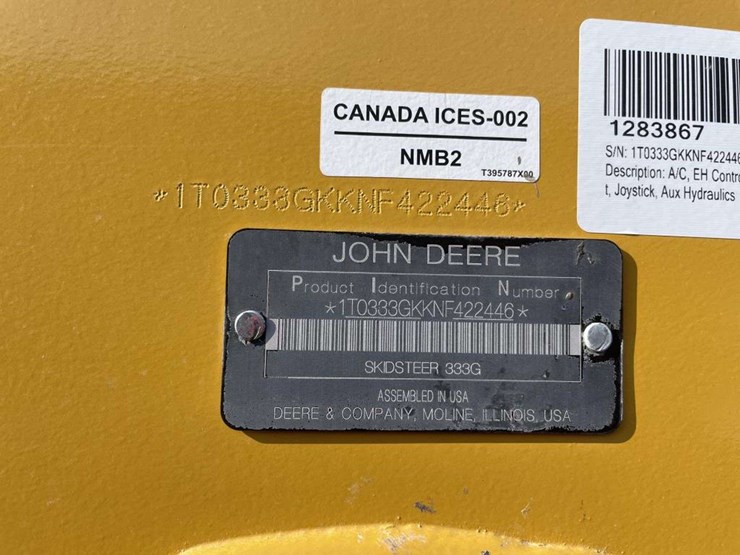 CANADA ICES-002
NMB2
T395787X00
1283867
S/N: 1T0333GKKNF422446
Description: A/C, EH Contro
t, Joystick, Aux Hydraulics
*1T0333GKKNF422446*
JOHN DEERE
Product Identification Number
*1T0333GKKNF422446*
SKIDSTEER 333G
ASSEMBLED IN USA
DEERE & COMPANY, MOLINE, ILLINOIS, USA